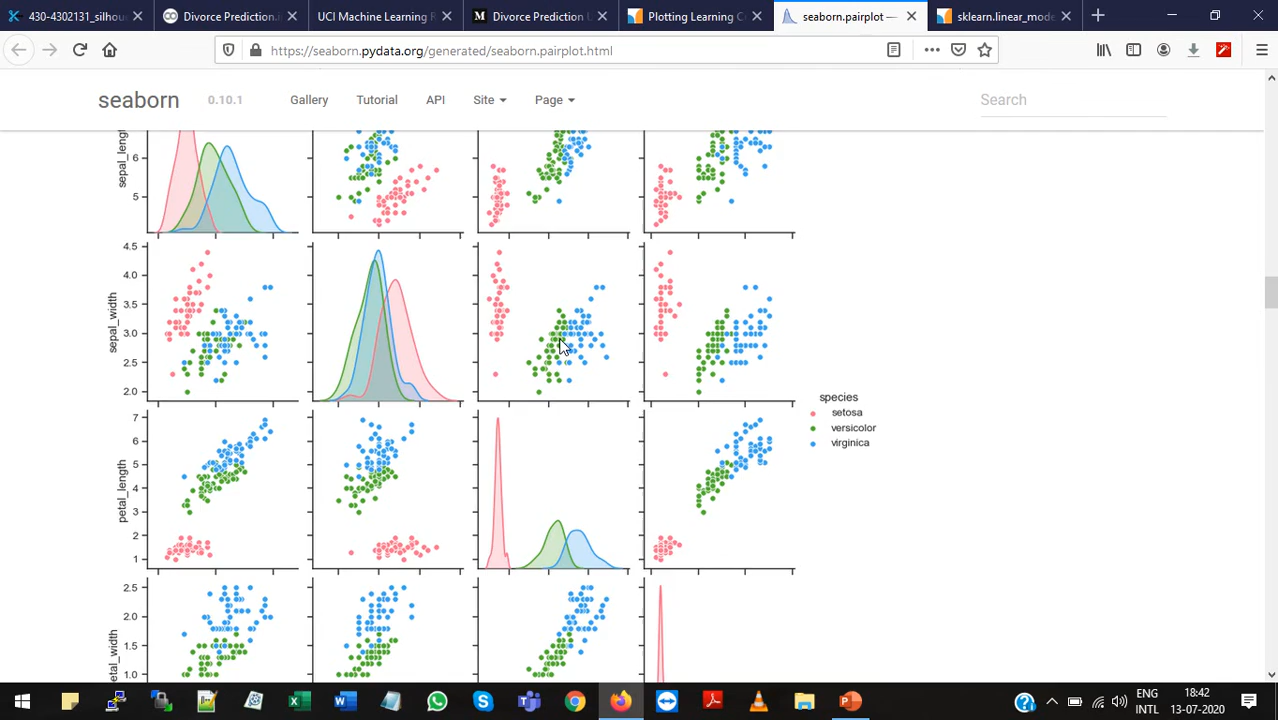 430-4302131_silhou
Divorce Prediction.i
UCI Machine Learning R
Divorce Prediction U
Plotting Learning C
seaborn.pairplot —
sklearn.linear_mode
https://seaborn.pydata.org/generated/seaborn.pairplot.html
seaborn 0.10.1 Gallery Tutorial API Site Page Search
sepal_leng
6
5
sepal_width
4.5
4.0
3.5
3.0
2.5
2.0
species
setosa
versicolor
virginica
petal_length
7
6
5
4
3
2
1
etal_width
2.5
2.0
1.5
1.0
ENG
INTL
18:42
13-07-2020